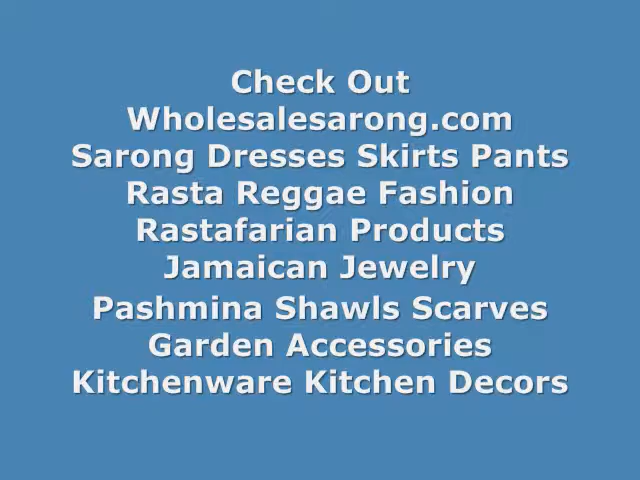 Check Out
Wholesalesarong.com
Sarong Dresses Skirts Pants
Rasta Reggae Fashion
Rastafarian Products
Jamaican Jewelry
Pashmina Shawls Scarves
Garden Accessories
Kitchenware Kitchen Decors